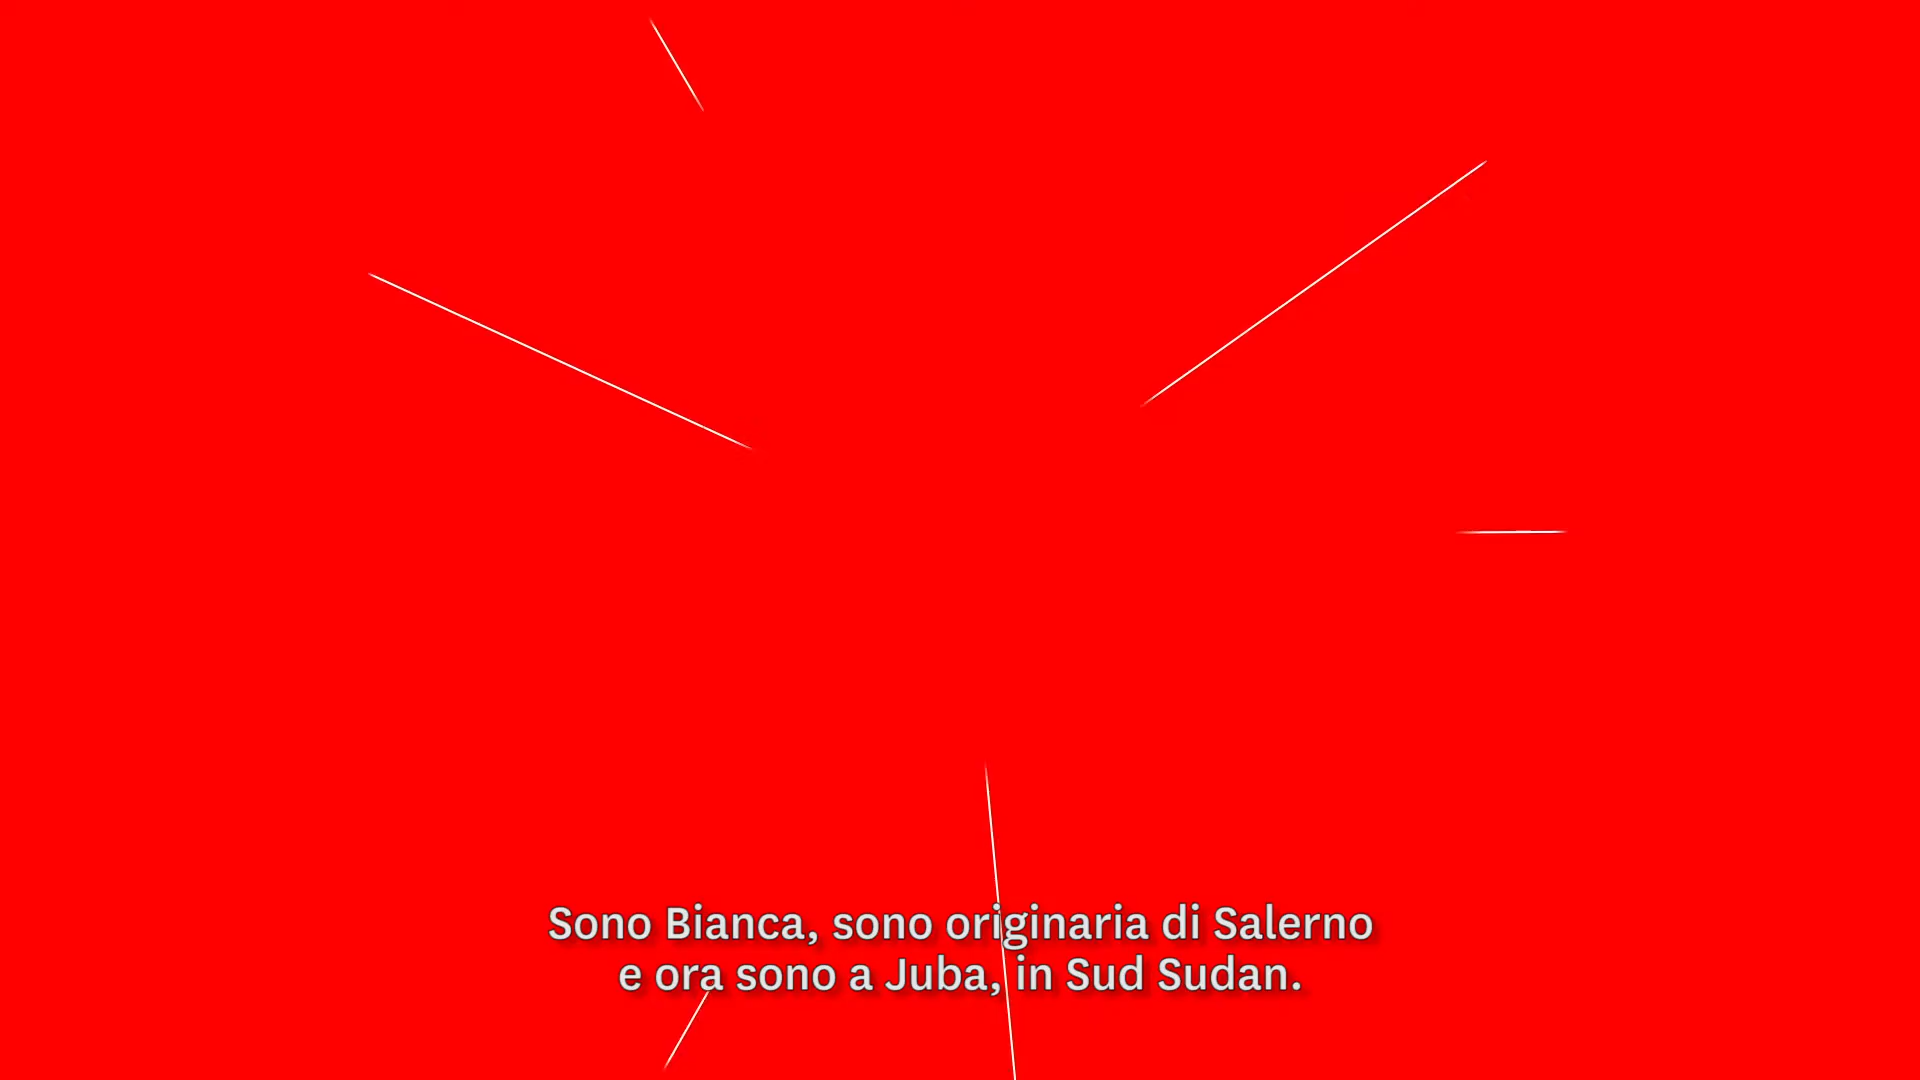 Sono Bianca, sono originaria di Salerno
e ora sono a Juba, in Sud Sudan.